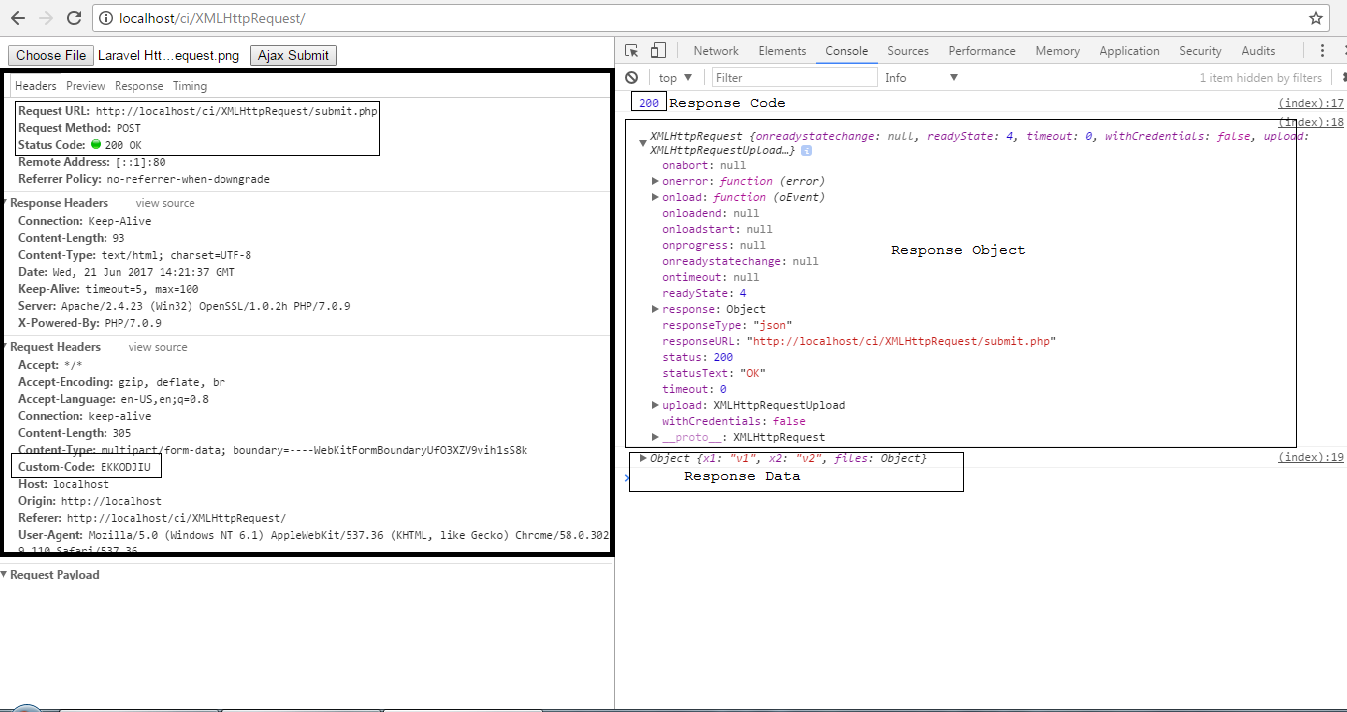 localhost/ci/XMLHttpRequest/
Choose File Laravel Htt…equest.png Ajax Submit
Headers Preview Response Timing
Request URL: http://localhost/ci/XMLHttpRequest/submit.php
Request Method: POST
Status Code: 200 OK
Remote Address: [::1]:80
Referrer Policy: no-referrer-when-downgrade
Response Headers view source
Connection: Keep-Alive
Content-Length: 93
Content-Type: text/html; charset=UTF-8
Date: Wed, 21 Jun 2017 14:21:37 GMT
Keep-Alive: timeout=5, max=100
Server: Apache/2.4.23 (Win32) OpenSSL/1.0.2h PHP/7.0.9
X-Powered-By: PHP/7.0.9
Request Headers view source
Accept: */*
Accept-Encoding: gzip, deflate, br
Accept-Language: en-US,en;q=0.8
Connection: keep-alive
Content-Length: 305
Content-Type: multipart/form-data; boundary=----WebKitFormBoundaryUfO3XZV9vih1sS8k
Custom-Code: EKKODJIU
Host: localhost
Origin: http://localhost
Referer: http://localhost/ci/XMLHttpRequest/
User-Agent: Mozilla/5.0 (Windows NT 6.1) AppleWebKit/537.36 (KHTML, like Gecko) Chrome/58.0.302
9.110 Safari/537.36
Request Payload
Network Elements Console Sources Performance Memory Application Security Audits
top Filter Info 1 item hidden by filters
200 Response Code (index):17
(index):18
XMLHttpRequest {onreadystatechange: null, readyState: 4, timeout: 0, withCredentials: false, upload:
XMLHttpRequestUpload…}
onabort: null
onerror: function (error)
onload: function (oEvent)
onloadend: null
onloadstart: null
onprogress: null
Response Object
onreadystatechange: null
ontimeout: null
readyState: 4
response: Object
responseType: "json"
responseURL: "http://localhost/ci/XMLHttpRequest/submit.php"
status: 200
statusText: "OK"
timeout: 0
upload: XMLHttpRequestUpload
withCredentials: false
__proto__: XMLHttpRequest
Object {x1: "v1", x2: "v2", files: Object} (index):19
Response Data